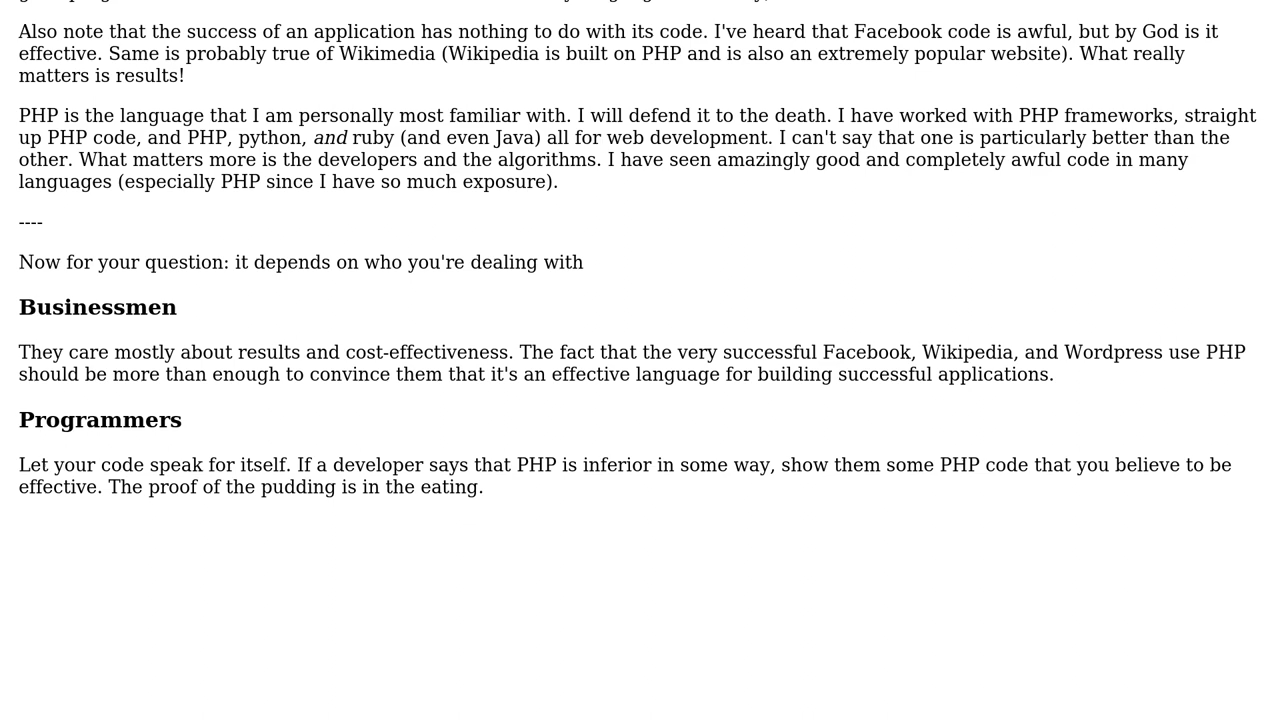 Also note that the success of an application has nothing to do with its code. I've heard that Facebook code is awful, but by God is it
effective. Same is probably true of Wikimedia (Wikipedia is built on PHP and is also an extremely popular website). What really
matters is results!
PHP is the language that I am personally most familiar with. I will defend it to the death. I have worked with PHP frameworks, straight
up PHP code, and PHP, python, and ruby (and even Java) all for web development. I can't say that one is particularly better than the
other. What matters more is the developers and the algorithms. I have seen amazingly good and completely awful code in many
languages (especially PHP since I have so much exposure).
----
Now for your question: it depends on who you're dealing with
Businessmen
They care mostly about results and cost-effectiveness. The fact that the very successful Facebook, Wikipedia, and Wordpress use PHP
should be more than enough to convince them that it's an effective language for building successful applications.
Programmers
Let your code speak for itself. If a developer says that PHP is inferior in some way, show them some PHP code that you believe to be
effective. The proof of the pudding is in the eating.